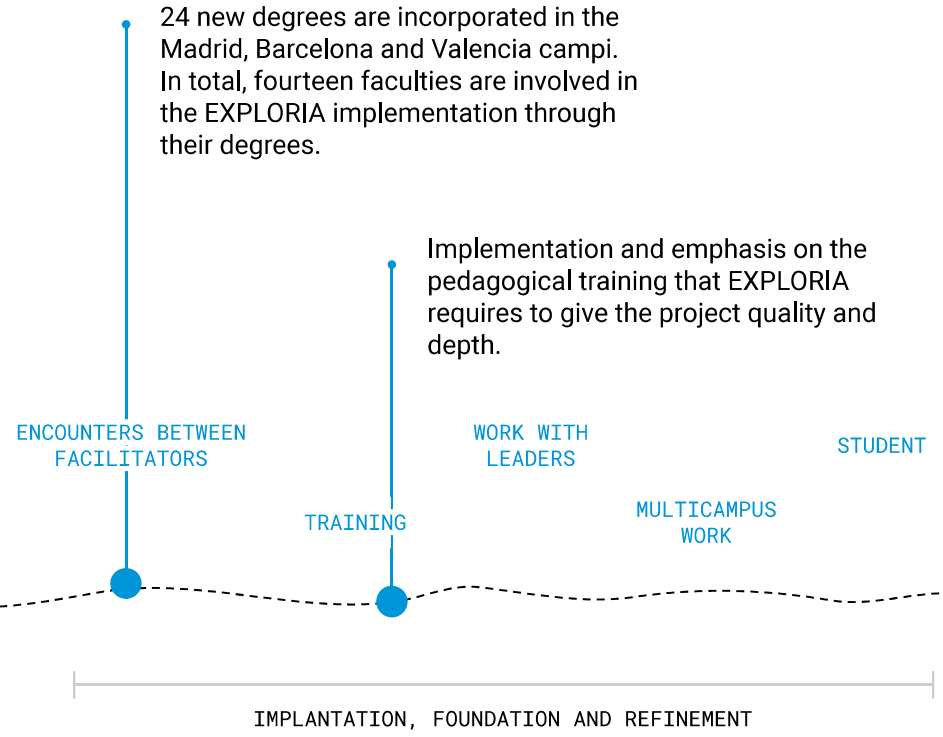 24 new degrees are incorporated in the
Madrid, Barcelona and Valencia campi.
In total, fourteen faculties are involved in
the EXPLORIA implementation through
their degrees.
Implementation and emphasis on the
pedagogical training that EXPLORIA
requires to give the project quality and
depth.
ENCOUNTERS BETWEEN
FACILITATORS
TRAINING
WORK WITH
LEADERS
MULTICAMPUS
WORK
STUDENT
IMPLANTATION, FOUNDATION AND REFINEMENT